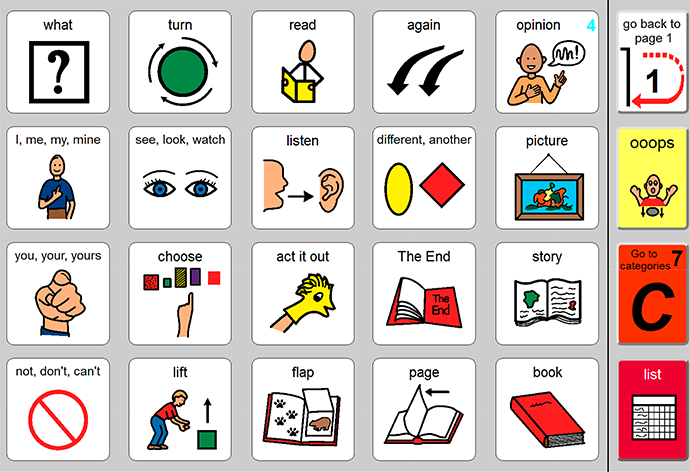 what
turn
read
again
opinion
4
go back to
page 1
1
I, me, my, mine
see, look, watch
listen
different, another
picture
ooops
you, your, yours
choose
act it out
The End
The
End
story
Go to
categories
7
C
not, don't, can't
lift
flap
page
book
list